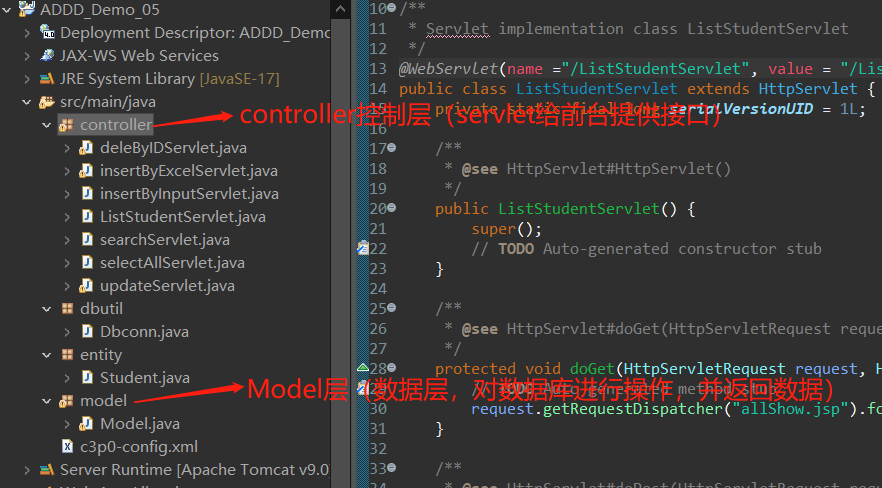 ADDD_Demo_05
Deployment Descriptor: ADDD_Demo
JAX-WS Web Services
JRE System Library [JavaSE-17]
src/main/java
controller
deleByIDServlet.java
insertByExcelServlet.java
insertByInputServlet.java
ListStudentServlet.java
searchServlet.java
selectAllServlet.java
updateServlet.java
dbutil
Dbconn.java
entity
Student.java
model
Model.java
c3p0-config.xml
Server Runtime [Apache Tomcat v9.0]
controller控制层（servlet给前台提供接口）
Model层（数据层，对数据库进行操作，并返回数据）
10 /**
11 * Servlet implementation class ListStudentServlet
12 */
13 @WebServlet(name ="/ListStudentServlet", value = "/Lis
14 public class ListStudentServlet extends HttpServlet {
15 private static final long serialVersionUID = 1L;
16
17 /**
18 * @see HttpServlet#HttpServlet()
19 */
20 public ListStudentServlet() {
21 super();
22 // TODO Auto-generated constructor stub
23 }
24
25 /**
26 * @see HttpServlet#doGet(HttpServletRequest reque
27 */
28 protected void doGet(HttpServletRequest request, H
29 // TODO Auto-generated method stub
30 request.getRequestDispatcher("allShow.jsp").fo
31 }
32
33 /**